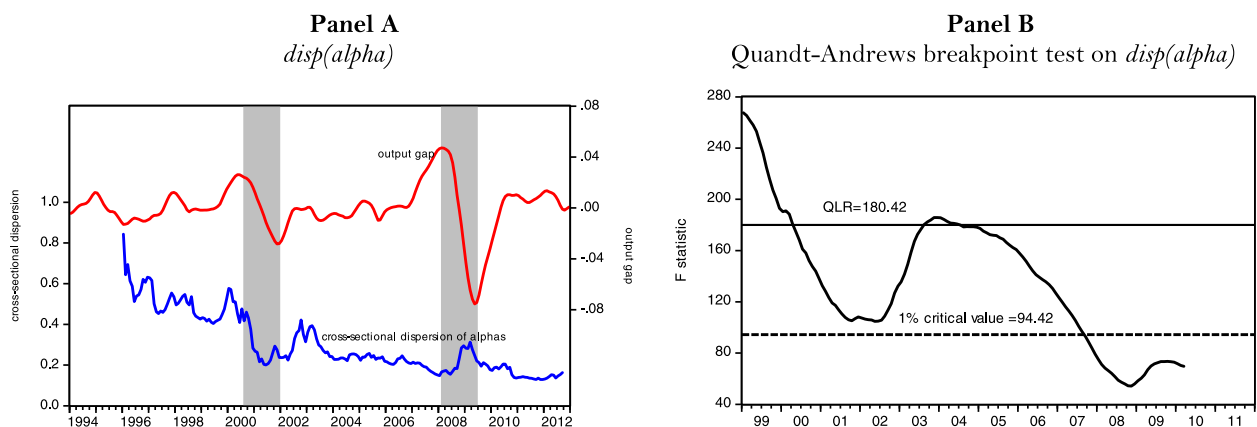 Panel A
disp(alpha)
cross-sectional dispersion
1.0
0.8
0.6
0.4
0.2
0.0
output gap
cross-sectional dispersion of alphas
.08
.04
.00
-.04
-.08
output gap
1994 1996 1998 2000 2002 2004 2006 2008 2010 2012
Panel B
Quandt-Andrews breakpoint test on disp(alpha)
F statistic
280
240
200
160
120
80
40
QLR=180.42
1% critical value =94.42
99 00 01 02 03 04 05 06 07 08 09 10 11